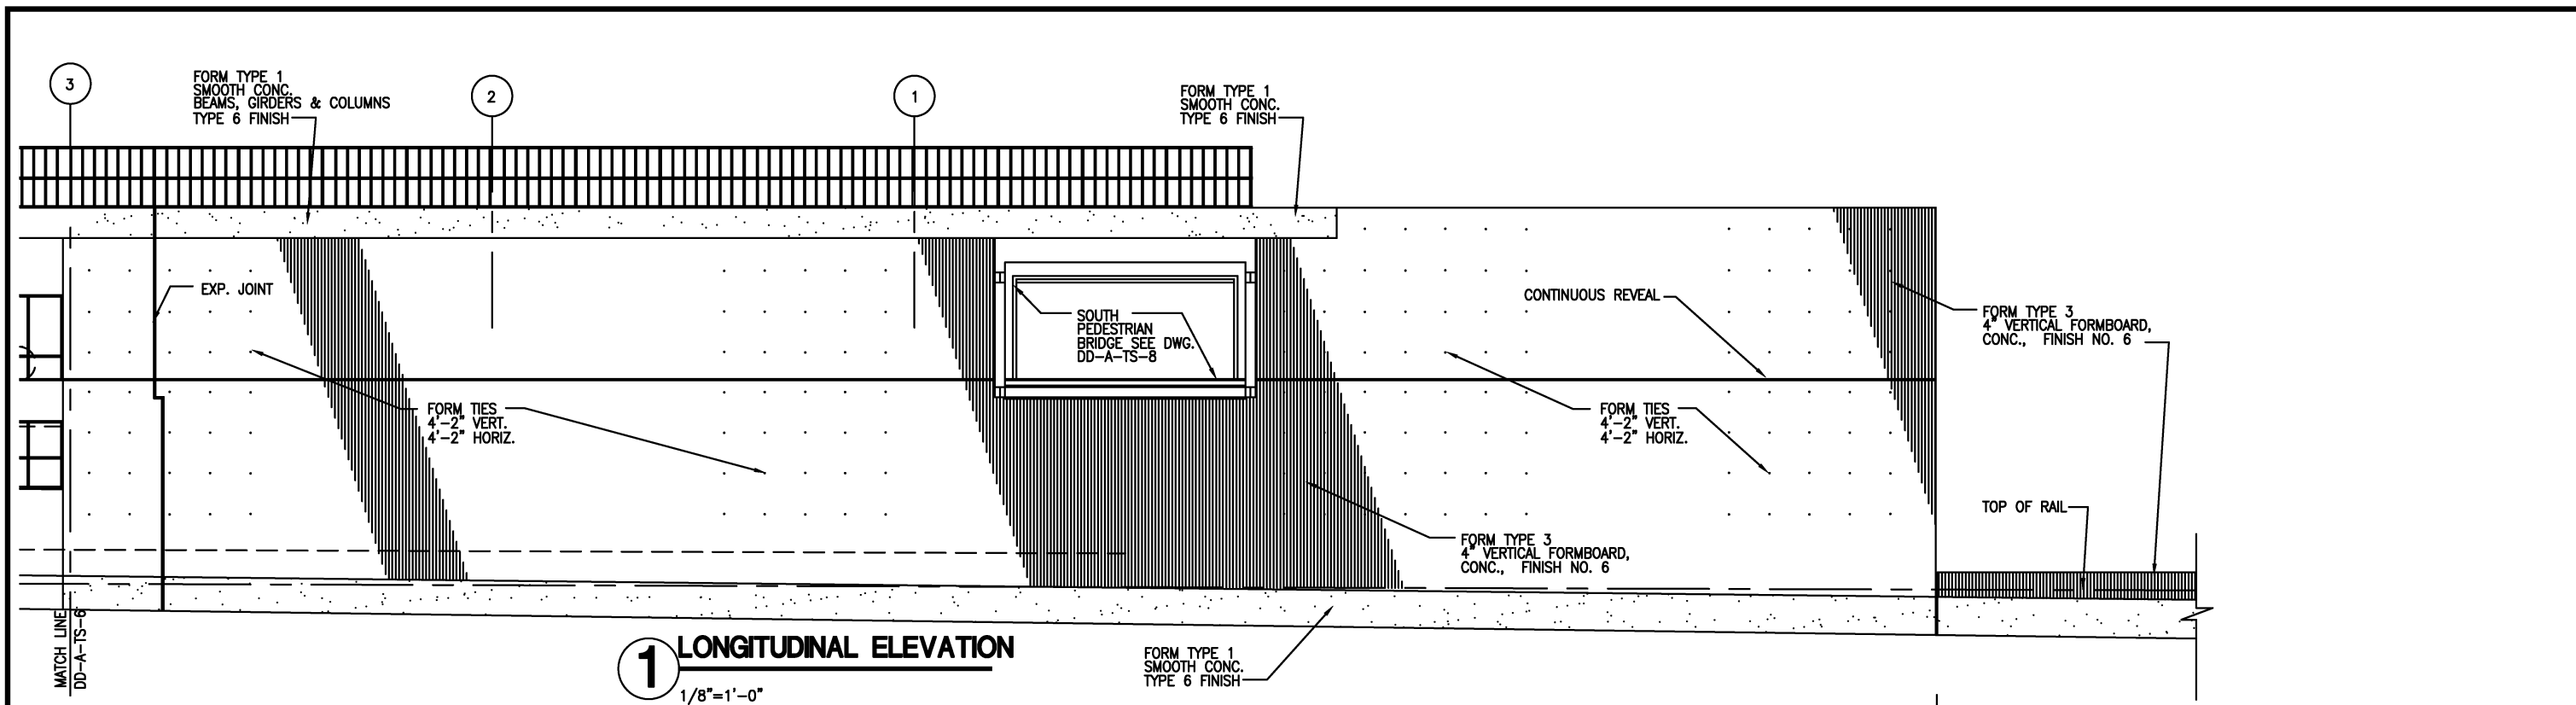 3
FORM TYPE 1
SMOOTH CONC.
BEAMS, GIRDERS & COLUMNS
TYPE 6 FINISH
2
1
FORM TYPE 1
SMOOTH CONC.
TYPE 6 FINISH
EXP. JOINT
SOUTH
PEDESTRIAN
BRIDGE SEE DWG.
DD-A-TS-8
CONTINUOUS REVEAL
FORM TYPE 3
4" VERTICAL FORMBOARD,
CONC., FINISH NO. 6
FORM TIES
4'-2" VERT.
4'-2" HORIZ.
FORM TIES
4'-2" VERT.
4'-2" HORIZ.
TOP OF RAIL
FORM TYPE 3
4" VERTICAL FORMBOARD,
CONC., FINISH NO. 6
MATCH LINE
DD-A-TS-6
1 LONGITUDINAL ELEVATION
1/8"=1'-0"
FORM TYPE 1
SMOOTH CONC.
TYPE 6 FINISH